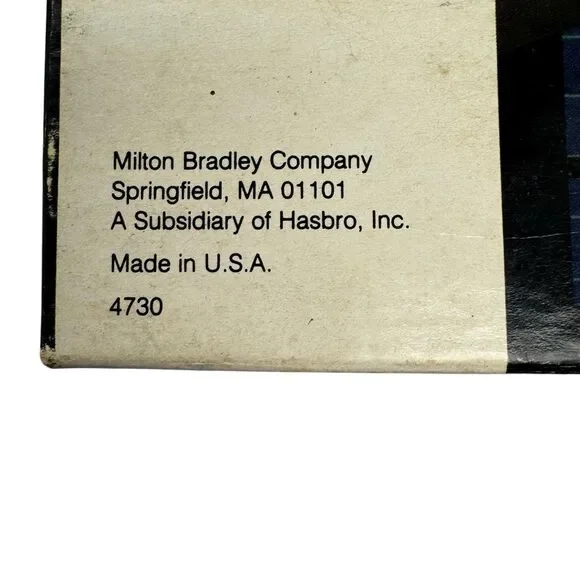 Milton Bradley Company
Springfield, MA 01101
A Subsidiary of Hasbro, Inc.
Made in U.S.A.
4730